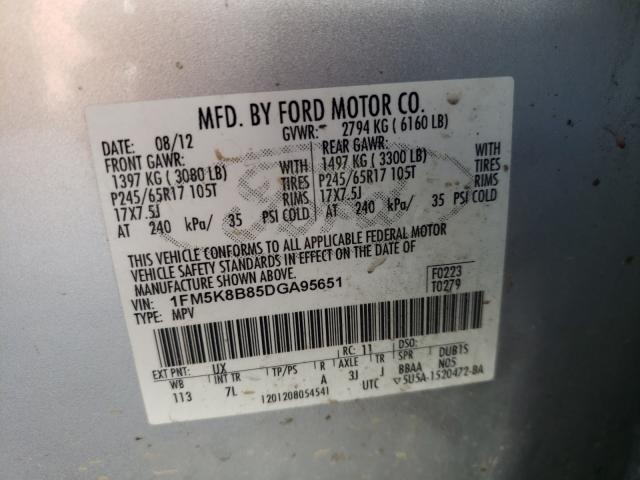 MFD. BY FORD MOTOR CO.
DATE: 08/12 GVWR: 2794 KG ( 6160 LB)
FRONT GAWR: REAR GAWR: WITH
1397 KG ( 3080 LB) WITH 1497 KG ( 3300 LB) TIRES
P245/65R17 105T TIRES P245/65R17 105T RIMS
17X7.5J RIMS 17X7.5J
AT 240 kPa/ 35 PSI COLD AT 240 kPa/ 35 PSI COLD
THIS VEHICLE CONFORMS TO ALL APPLICABLE FEDERAL MOTOR
VEHICLE SAFETY STANDARDS IN EFFECT ON THE DATE OF
MANUFACTURE SHOWN ABOVE.
VIN: 1FM5K8B85DGA95651 F0223
TYPE: MPV T0279
EXT PNT: UX RC: 11 DSO:
WB INT TR TP/PS R AXLE TR SPR DUB1S
113 7L A 3J J BBAA N05
1201208054541 UTC 5U5A-1520472-BA